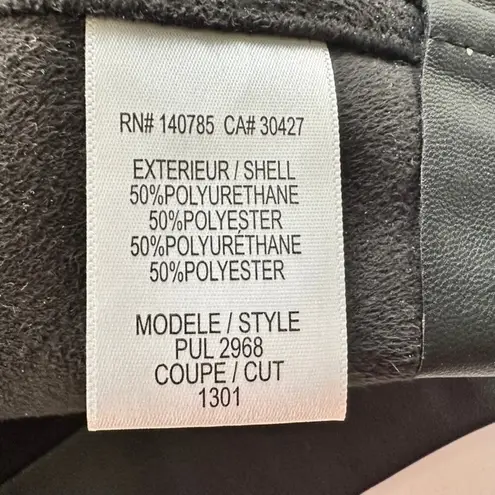 RN# 140785 CA# 30427
EXTERIEUR / SHELL
50%POLYURETHANE
50%POLYESTER
50%POLYURÉTHANE
50%POLYESTER
MODELE / STYLE
PUL 2968
COUPE / CUT
1301